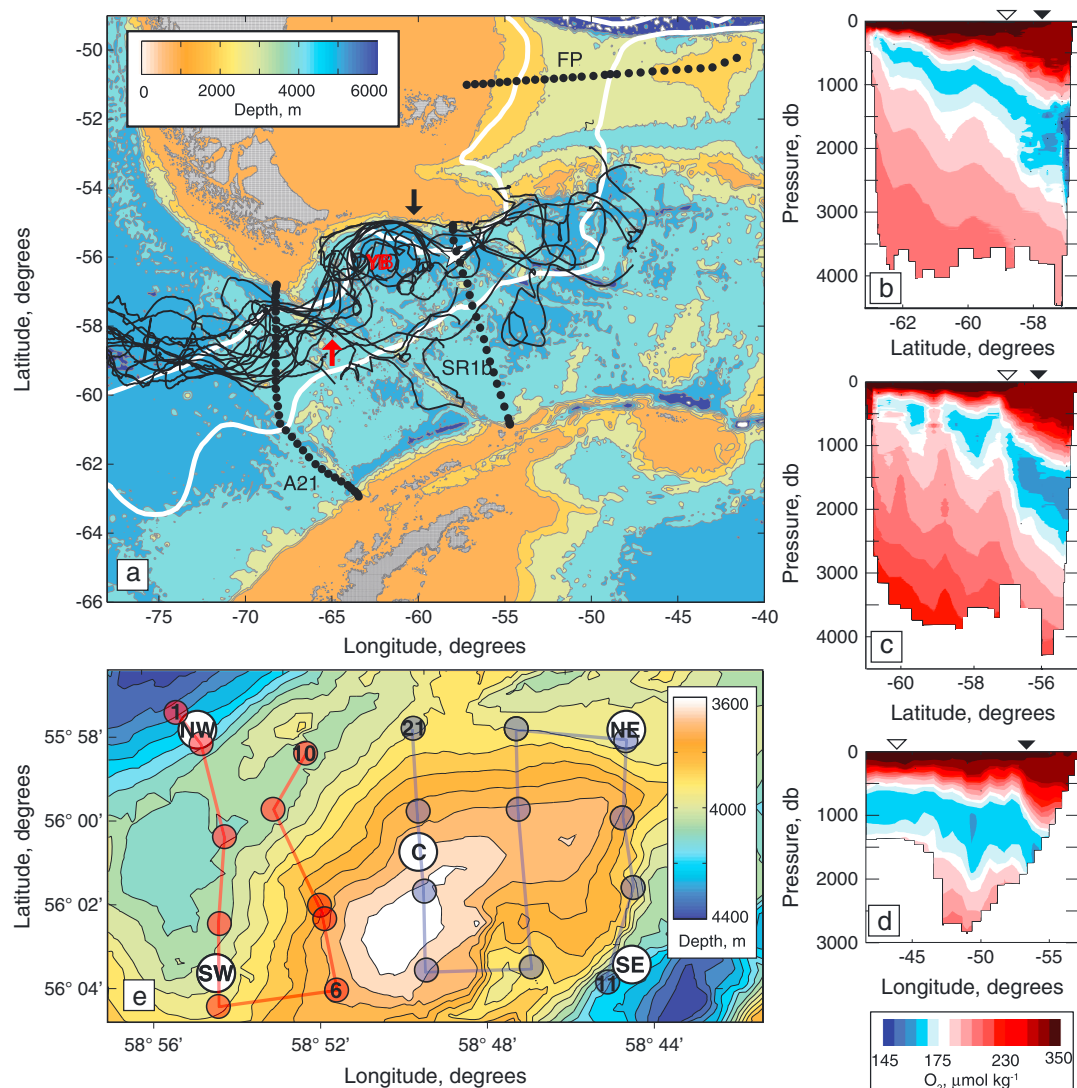 -50
-52
-54
-56
-58
-60
-62
-64
-66
Latitude, degrees
0 2000 4000 6000
Depth, m
FP
YB
SR1b
A21
a
-75 -70 -65 -60 -55 -50 -45 -40
Longitude, degrees
0
1000
2000
3000
4000
Pressure, db
b
-62 -60 -58
Latitude, degrees
0
1000
2000
3000
4000
Pressure, db
c
-60 -58 -56
Latitude, degrees
0
1000
2000
3000
Pressure, db
d
-45 -50 -55
Longitude, degrees
145 175 230 350
O2, μmol kg-1
55° 58'
56° 00'
56° 02'
56° 04'
Latitude, degrees
1
NW
10
21
NE
C
SW
6
11
SE
e
3600
4000
4400
Depth, m
58° 56' 58° 52' 58° 48' 58° 44'
Longitude, degrees